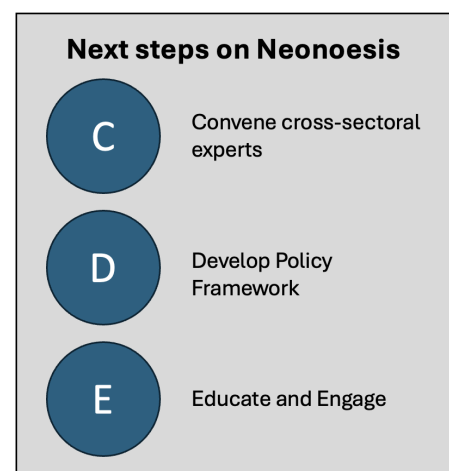 Next steps on Neonoesis
C
Convene cross-sectoral
experts
D
Develop Policy
Framework
E
Educate and Engage